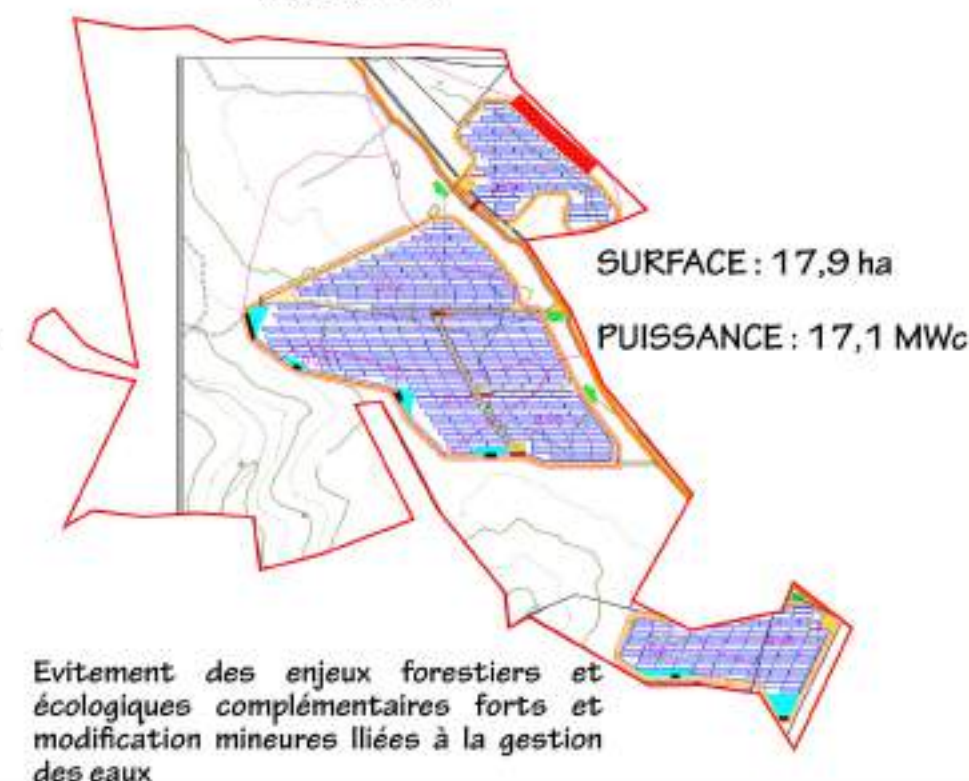 SURFACE : 17,9 ha
PUISSANCE : 17,1 MWc
Evitement des enjeux forestiers et
écologiques complémentaires forts et
modification mineures lliées à la gestion
des eaux